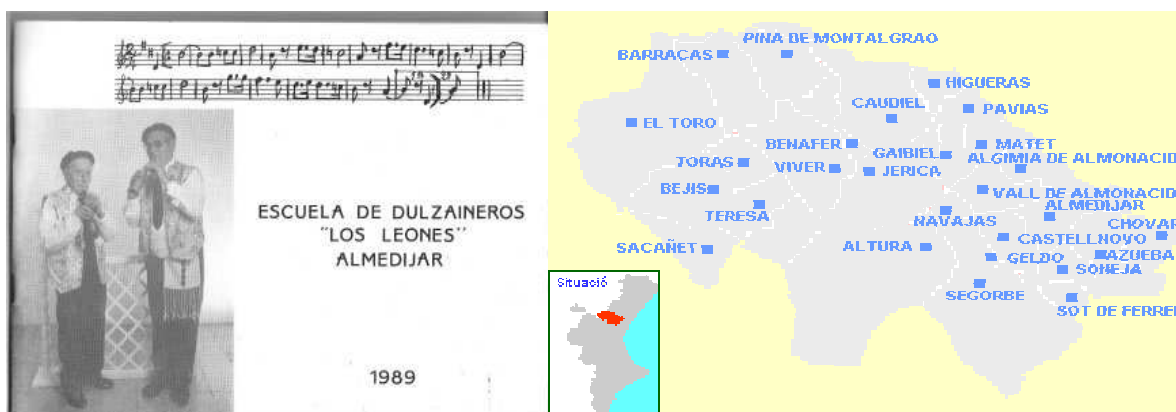 ESCUELA DE DULZAINEROS
"LOS LEONES"
ALMEDIJAR
1989
PINA DE MONTALGRAO
BARRACAS
HIGUERAS
CAUDIEL
PAVIAS
EL TORO
BENAFER
MATET
GAIBIEL
ALGIMIA DE ALMONACID
TORAS
VIVER
JERICA
BEJIS
VALL DE ALMONACID
TERESA
ALMEDIJAR
NAVAJAS
CHOVAR
CASTELLNOVO
SACAÑET
ALTURA
GELDO
AZUEBA
SONEJA
Situació
SEGORBE
SOT DE FERRER